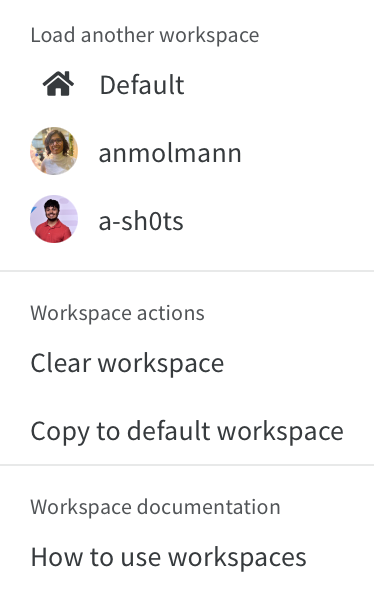 Load another workspace
Default
anmolmann
a-sh0ts
Workspace actions
Clear workspace
Copy to default workspace
Workspace documentation
How to use workspaces